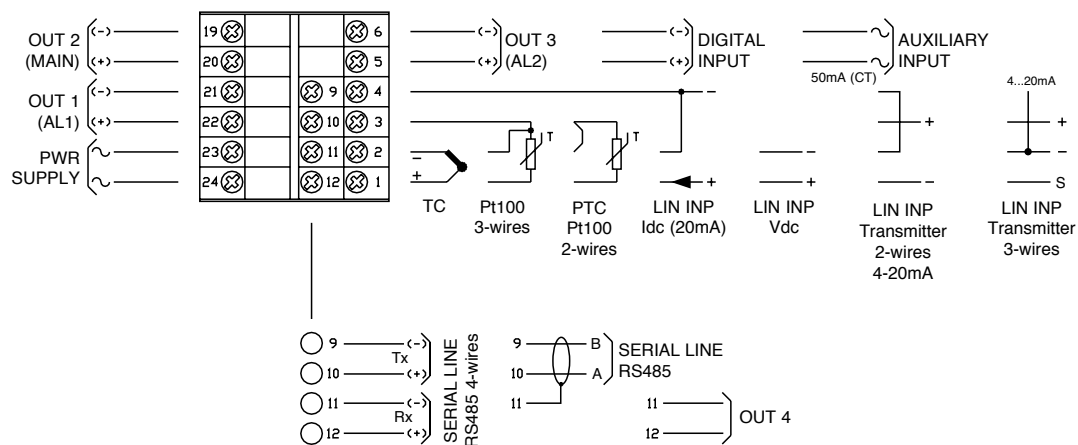 OUT 2
(MAIN)
(-)
(+)
19
20
6
5
(-)
(+)
OUT 3
(AL2)
(-)
(+)
DIGITAL
INPUT
AUXILIARY
INPUT
50mA (CT)
OUT 1
(AL1)
(-)
(+)
21
22
9
4
10
3
-
4...20mA
+
+
T
T
PWR
SUPPLY
23
24
11
2
12
1
-
+
-
-
+
+
-
S
TC
Pt100
3-wires
PTC
Pt100
2-wires
LIN INP
Idc (20mA)
LIN INP
Vdc
LIN INP
Transmitter
2-wires
4-20mA
LIN INP
Transmitter
3-wires
9
(-)
Tx
10
(+)
11
(-)
Rx
12
(+)
SERIAL LINE
RS485 4-wires
9
B
10
A
11
SERIAL LINE
RS485
11
12
OUT 4